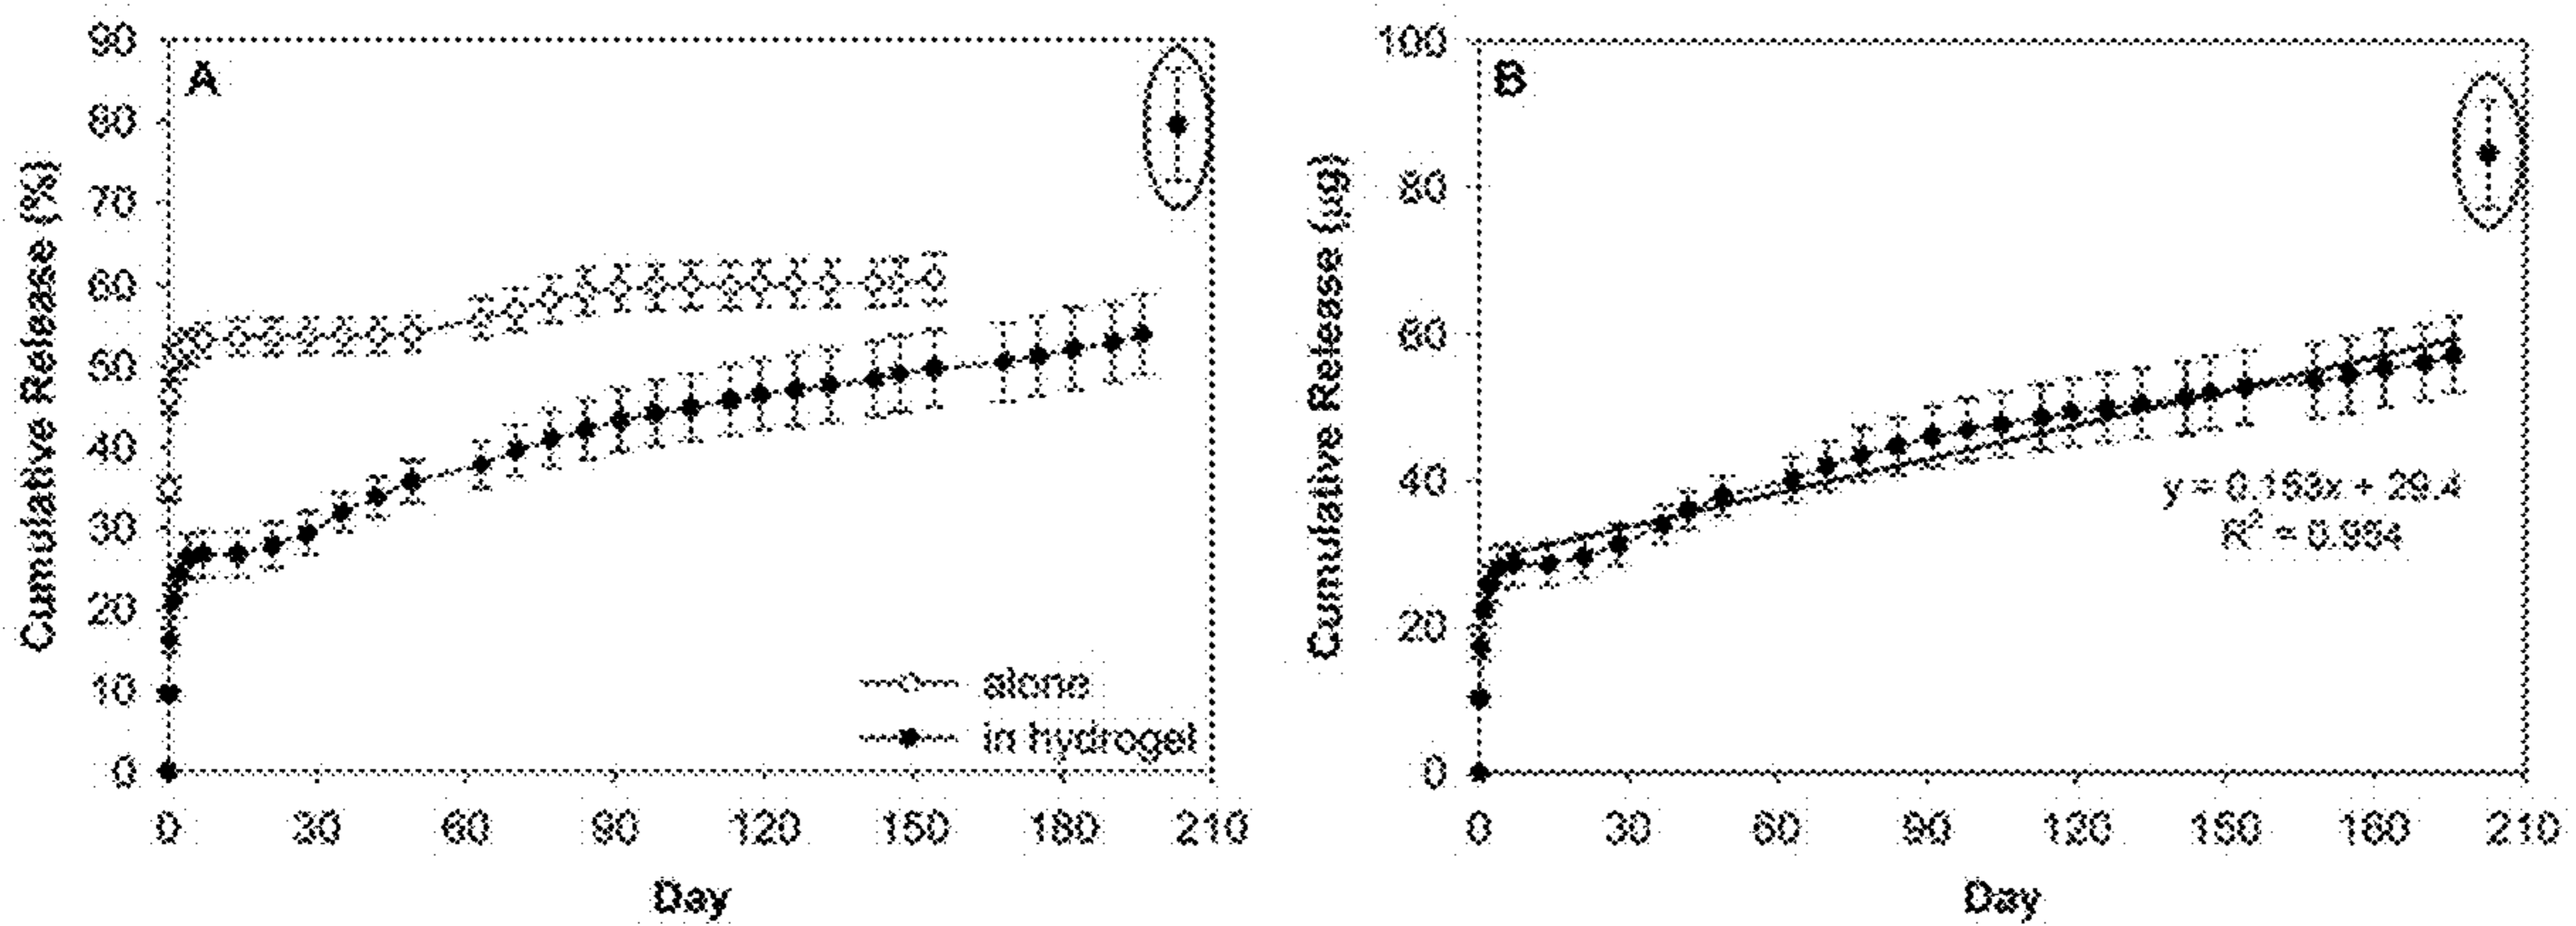 A
Cumulative Release (%)
90
80
70
60
50
40
30
20
10
0
0 30 60 90 120 150 180 210
Day
alone
in hydrogel
B
Cumulative Release (µg)
100
80
60
40
20
0
y = 0.153x + 29.4
R² = 0.954
0 30 60 90 120 150 180 210
Day